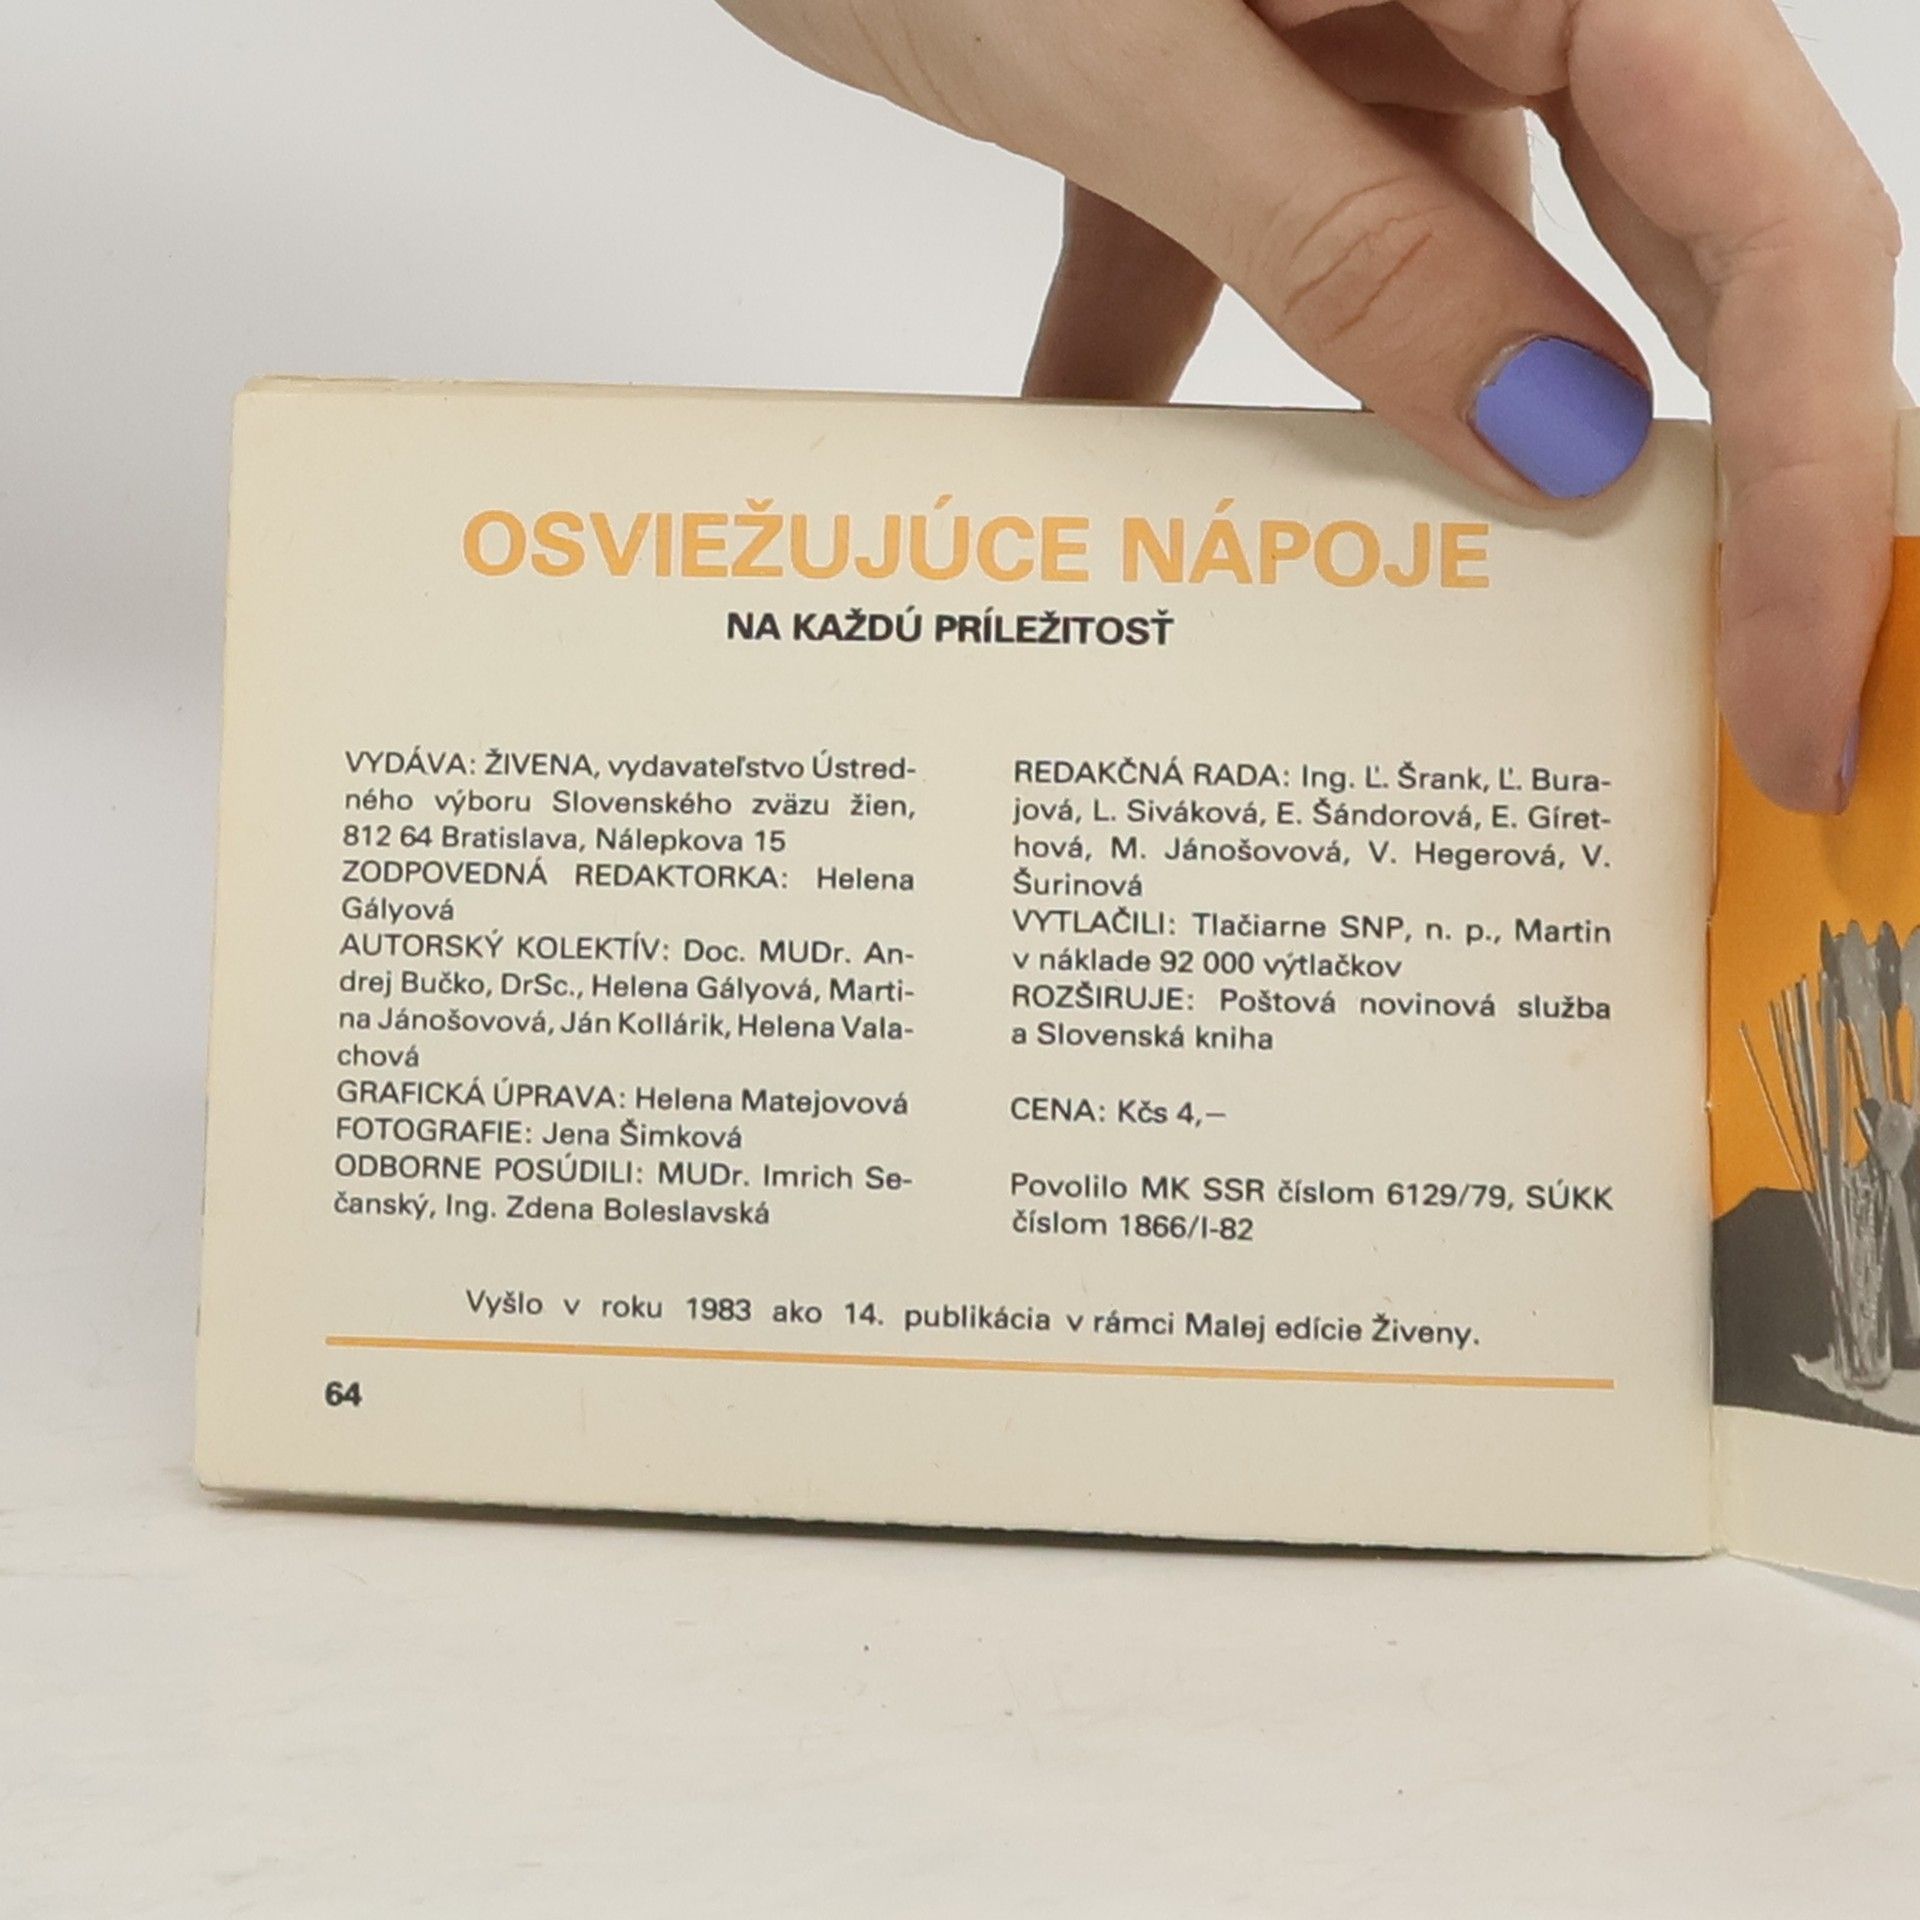 OSVIEŽUJÚCE NÁPOJE
NA KAŽDÚ PRÍLEŽITOSŤ
VYDÁVA: ŽIVENA, vydavateľstvo Ústred-
ného výboru Slovenského zväzu žien,
812 64 Bratislava, Nálepkova 15
ZODPOVEDNÁ REDAKTORKA: Helena
Gályová
AUTORSKÝ KOLEKTÍV: Doc. MUDr. An-
drej Bučko, DrSc., Helena Gályová, Marti-
na Jánošovová, Ján Kollárik, Helena Vala-
chová
GRAFICKÁ ÚPRAVA: Helena Matejovová
FOTOGRAFIE: Jena Šimková
ODBORNE POSÚDILI: MUDr. Imrich Se-
čanský, Ing. Zdena Boleslavská
REDAKČNÁ RADA: Ing. Ľ. Šrank, Ľ. Bura-
jová, L. Siváková, E. Šándorová, E. Gíret-
hová, M. Jánošovová, V. Hegerová, V.
Šurinová
VYTLAČILI: Tlačiarne SNP, n. p., Martin
v náklade 92 000 výtlačkov
ROZŠIRUJE: Poštová novinová služba
a Slovenská kniha
CENA: Kčs 4,—
Povolilo MK SSR číslom 6129/79, SÚKK
číslom 1866/I-82
Vyšlo v roku 1983 ako 14. publikácia v rámci Malej edície Živeny.
64